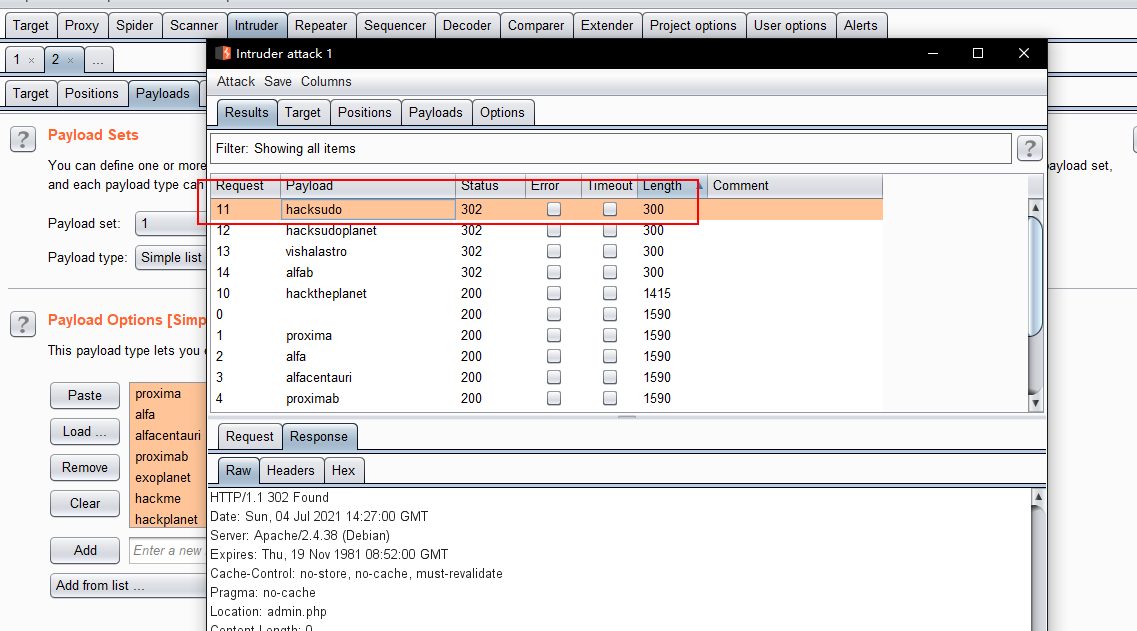 Target Proxy Spider Scanner Intruder Repeater Sequencer Decoder Comparer Extender Project options User options Alerts
1 × 2 × ...
Intruder attack 1
Attack Save Columns
Target Positions Payloads
Results Target Positions Payloads Options
? Payload Sets
Filter: Showing all items ?
You can define one or more
ayload set,
and each payload type can
Request Payload Status Error Timeout Length Comment
11 hacksudo 302 300
12 hacksudoplanet 302 300
13 vishalastro 302 300
14 alfab 302 300
10 hacktheplanet 200 1415
0 200 1590
1 proxima 200 1590
2 alfa 200 1590
3 alfacentauri 200 1590
4 proximab 200 1590
Payload set: 1
Payload type: Simple list
? Payload Options [Simp
This payload type lets you
Paste
Load ...
Remove
Clear
Add
proxima
alfa
alfacentauri
proximab
exoplanet
hackme
hackplanet
Enter a new
Add from list ...
Request Response
Raw Headers Hex
HTTP/1.1 302 Found
Date: Sun, 04 Jul 2021 14:27:00 GMT
Server: Apache/2.4.38 (Debian)
Expires: Thu, 19 Nov 1981 08:52:00 GMT
Cache-Control: no-store, no-cache, must-revalidate
Pragma: no-cache
Location: admin.php
Content-Length: 0